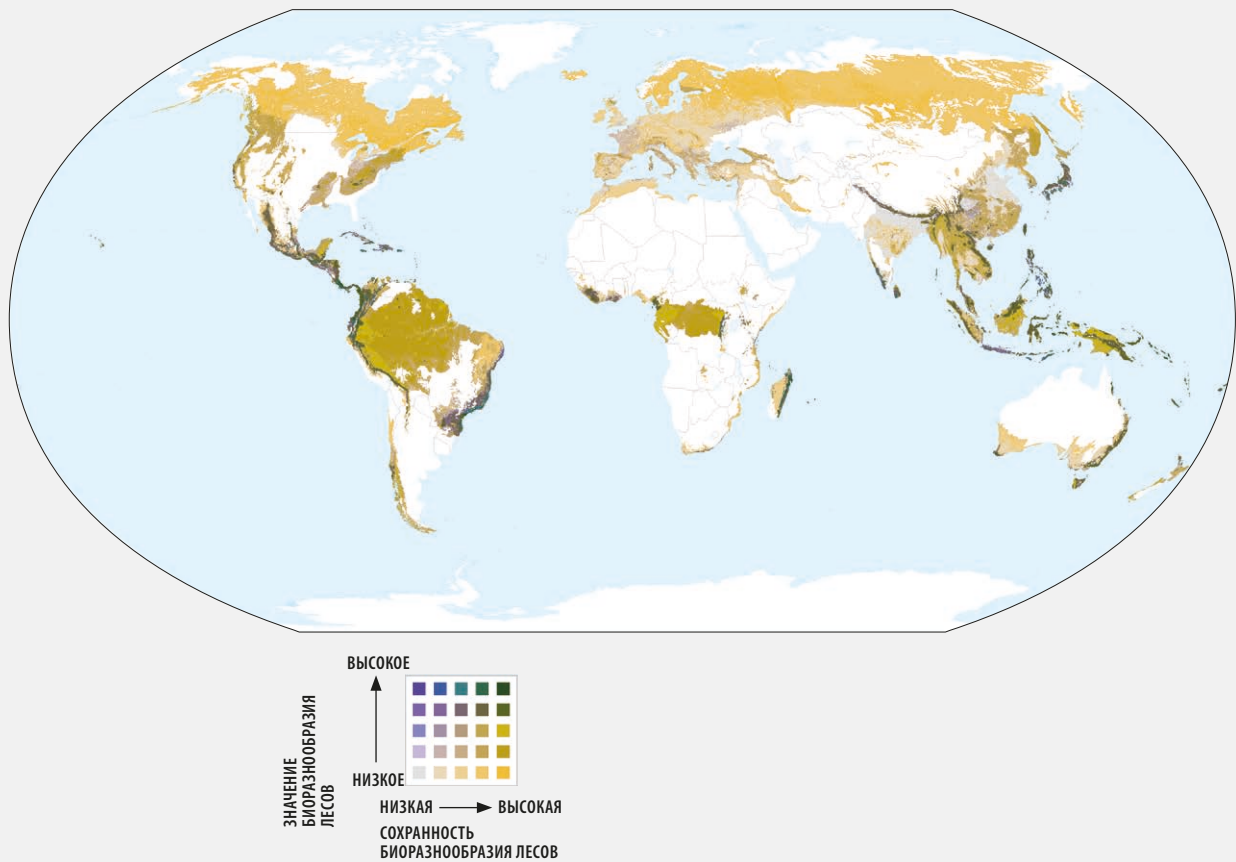 ВЫСОКОЕ
ЗНАЧЕНИЕ
БИОРАЗНООБРАЗИЯ
ЛЕСОВ
НИЗКОЕ
НИЗКАЯ ВЫСОКАЯ
СОХРАННОСТЬ
БИОРАЗНООБРАЗИЯ ЛЕСОВ